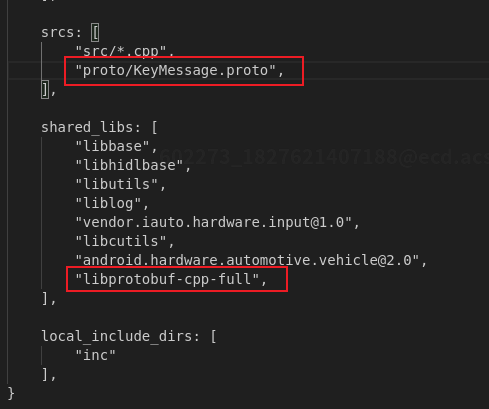 srcs: [
"src/*.cpp",
"proto/KeyMessage.proto",
],
shared_libs: [
"libbase",
"libhidlbase",
"libutils",
"liblog",
"vendor.iauto.hardware.input@1.0",
"libcutils",
"android.hardware.automotive.vehicle@2.0",
"libprotobuf-cpp-full",
],
local_include_dirs: [
"inc"
],
}